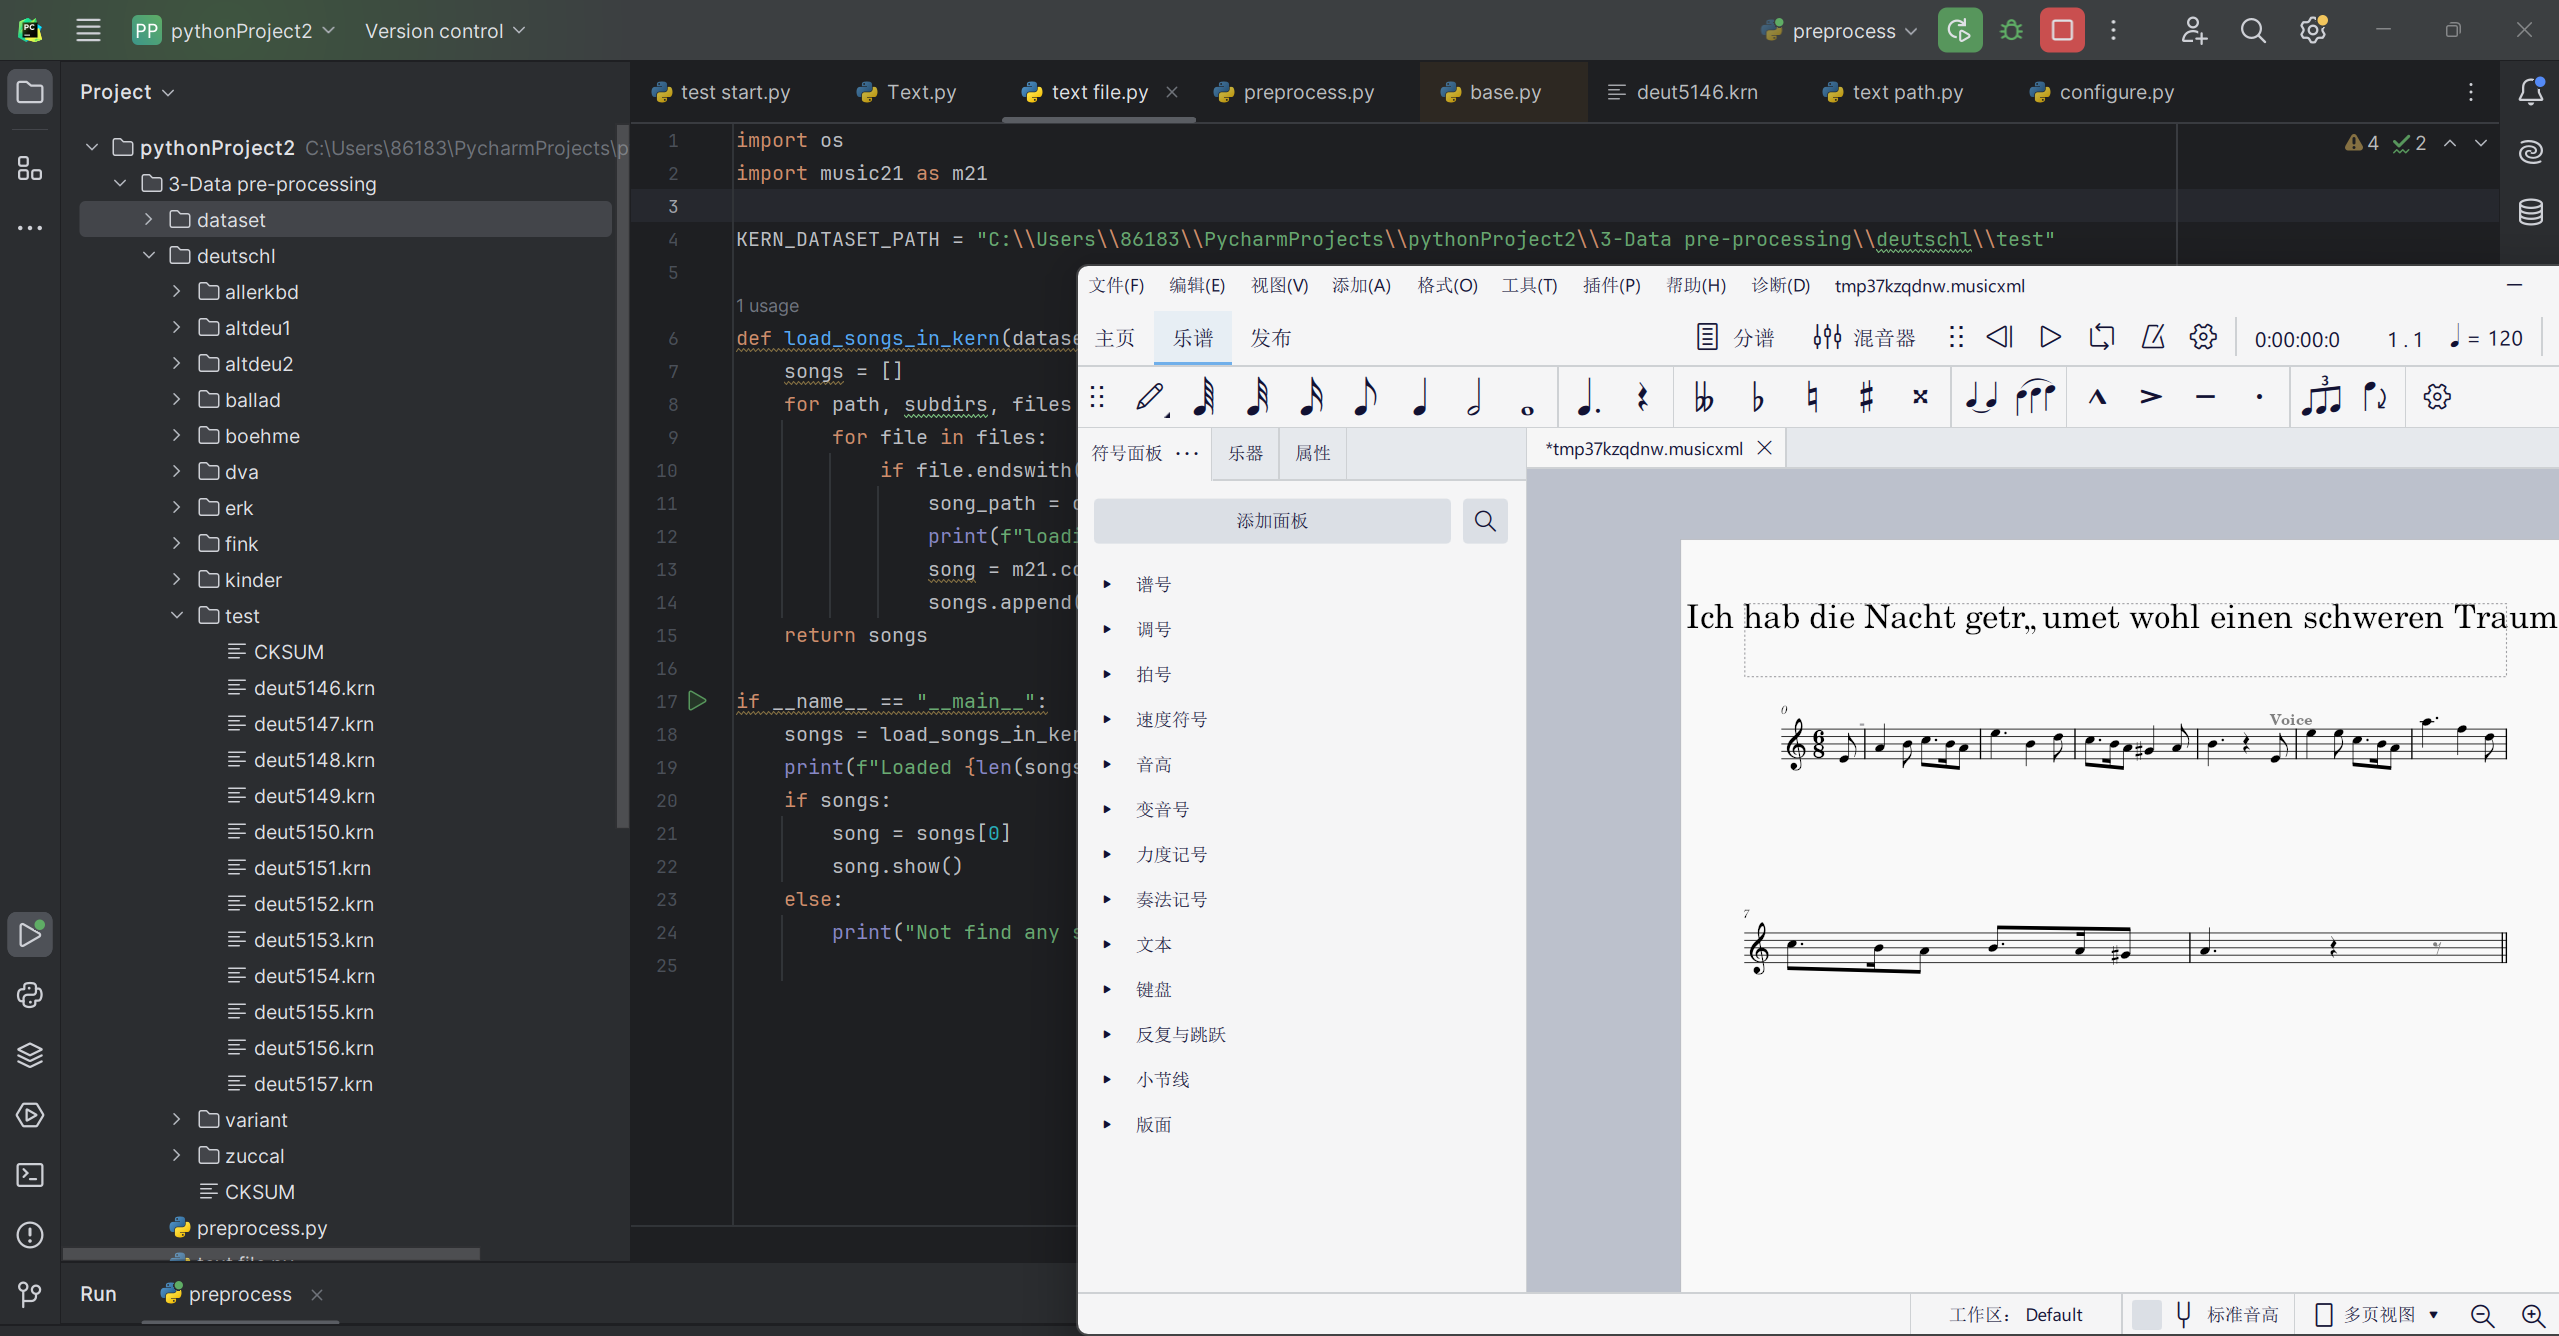 PP pythonProject2 Version control preprocess
Project
pythonProject2 C:\Users\86183\PycharmProjects\p
3-Data pre-processing
dataset
deutschl
allerkbd
altdeu1
altdeu2
ballad
boehme
dva
erk
fink
kinder
test
CKSUM
deut5146.krn
deut5147.krn
deut5148.krn
deut5149.krn
deut5150.krn
deut5151.krn
deut5152.krn
deut5153.krn
deut5154.krn
deut5155.krn
deut5156.krn
deut5157.krn
variant
zuccal
CKSUM
preprocess.py
Run preprocess
test start.py Text.py text file.py preprocess.py base.py deut5146.krn text path.py configure.py
4 2
1 import os
2 import music21 as m21
3
4 KERN_DATASET_PATH = "C:\\Users\\86183\\PycharmProjects\\pythonProject2\\3-Data pre-processing\\deutschl\\test"
5
1 usage
6 def load_songs_in_kern(datase
7 songs = []
8 for path, subdirs, files
9 for file in files:
10 if file.endswith(
11 song_path = o
12 print(f"loadi
13 song = m21.co
14 songs.append(
15 return songs
16
17 if __name__ == "__main__":
18 songs = load_songs_in_ker
19 print(f"Loaded {len(songs
20 if songs:
21 song = songs[0]
22 song.show()
23 else:
24 print("Not find any s
25
文件(F) 编辑(E) 视图(V) 添加(A) 格式(O) 工具(T) 插件(P) 帮助(H) 诊断(D) tmp37kzqdnw.musicxml
主页 乐谱 发布 分谱 混音器 0:00:00:0 1 . 1 = 120
3
符号面板 ··· 乐器 属性 *tmp37kzqdnw.musicxml
添加面板
谱号
调号
拍号
速度符号
音高
变音号
力度记号
奏法记号
文本
键盘
反复与跳跃
小节线
版面
Ich hab die Nacht getr„umet wohl einen schweren Traum
0
Voice
6
8
7
工作区： Default 标准音高 多页视图